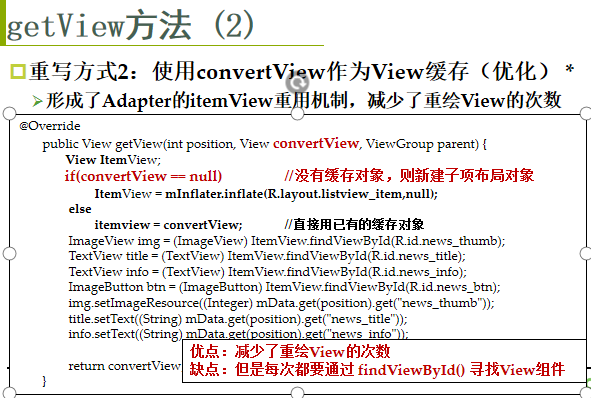 getView方法 (2)
重写方式2：使用convertView作为View缓存（优化） *
形成了Adapter的itemView重用机制，减少了重绘View的次数
@Override
public View getView(int position, View convertView, ViewGroup parent) {
View ItemView;
if(convertView == null) //没有缓存对象，则新建子项布局对象
ItemView = mInflater.inflate(R.layout.listview_item,null);
else
itemview = convertView; //直接用已有的缓存对象
ImageView img = (ImageView) ItemView.findViewById(R.id.news_thumb);
TextView title = (TextView) ItemView.findViewById(R.id.news_title);
TextView info = (TextView) ItemView.findViewById(R.id.news_info);
ImageButton btn = (ImageButton) ItemView.findViewById(R.id.news_btn);
img.setImageResource((Integer) mData.get(position).get("news_thumb"));
title.setText((String) mData.get(position).get("news_title"));
info.setText((String) mData.get(position).get("news_info"));
优点：减少了重绘View的次数
缺点：但是每次都要通过 findViewById() 寻找View组件
return convertView
}